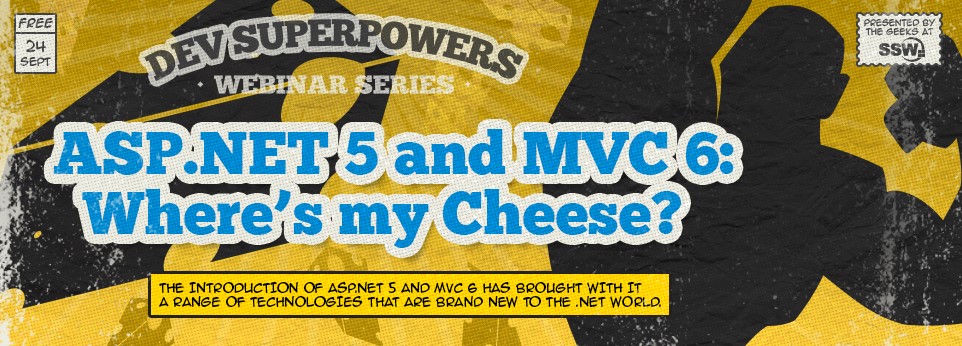 FREE
24
SEPT
DEV SUPERPOWERS
· WEBINAR SERIES ·
PRESENTED BY
THE GEEKS AT
SSW
ASP.NET 5 and MVC 6:
Where's my Cheese?
THE INTRODUCTION OF ASP.NET 5 AND MVC 6 HAS BROUGHT WITH IT
A RANGE OF TECHNOLOGIES THAT ARE BRAND NEW TO THE .NET WORLD.